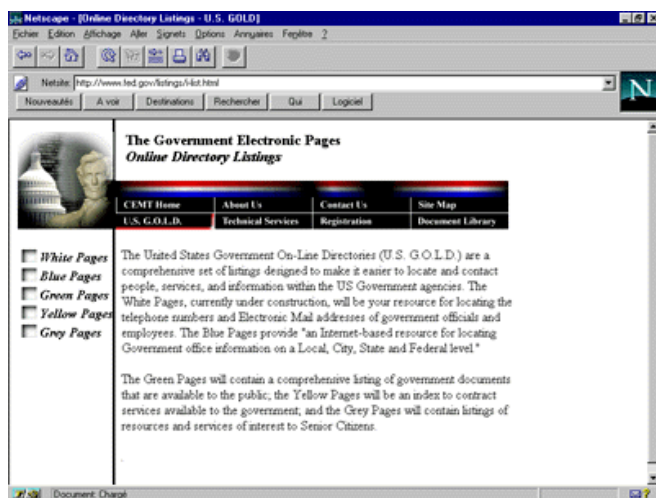 Netscape - [Online Directory Listings - U.S. GOLD]
Fichier Edition Affichage Aller Signets Options Annuaires Fenêtre ?
Netsite: http://www.fed.gov/listings/i-list.html
Nouveautés A voir Destinations Rechercher Qui Logiciel
N
The Government Electronic Pages
Online Directory Listings
CEMT Home About Us Contact Us Site Map
U.S. G.O.L.D. Technical Services Registration Document Library
White Pages
Blue Pages
Green Pages
Yellow Pages
Grey Pages
The United States Government On-Line Directories (U.S. G.O.L.D.) are a
comprehensive set of listings designed to make it easier to locate and contact
people, services, and information within the US Government agencies. The
White Pages, currently under construction, will be your resource for locating the
telephone numbers and Electronic Mail addresses of government officials and
employees. The Blue Pages provide "an Internet-based resource for locating
Government office information on a Local, City, State and Federal level."
The Green Pages will contain a comprehensive listing of government documents
that are available to the public; the Yellow Pages will be an index to contract
services available to the government; and the Grey Pages will contain listings of
resources and services of interest to Senior Citizens.
Document: Chargé